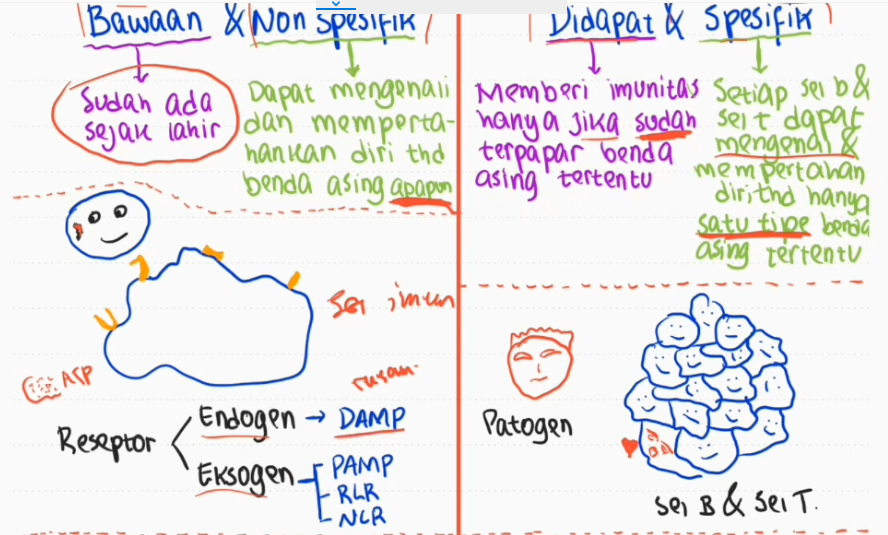 Bawaan & Non Spesifik
Sudah ada
sejak lahir
Dapat mengenali
dan memperta-
hankan diri thd
benda asing apapun
Didapat & Spesifik
Memberi imunitas
hanya jika sudah
terpapar benda
asing tertentu
Setiap sel b &
sel t dapat
mengenal &
mempertahan
diri thd hanya
satu tipe benda
asing tertentu
Sel imun
rusak
Reseptor
Endogen → DAMP
Eksogen
PAMP
RLR
NLR
Patogen
Sel B & Sel T.